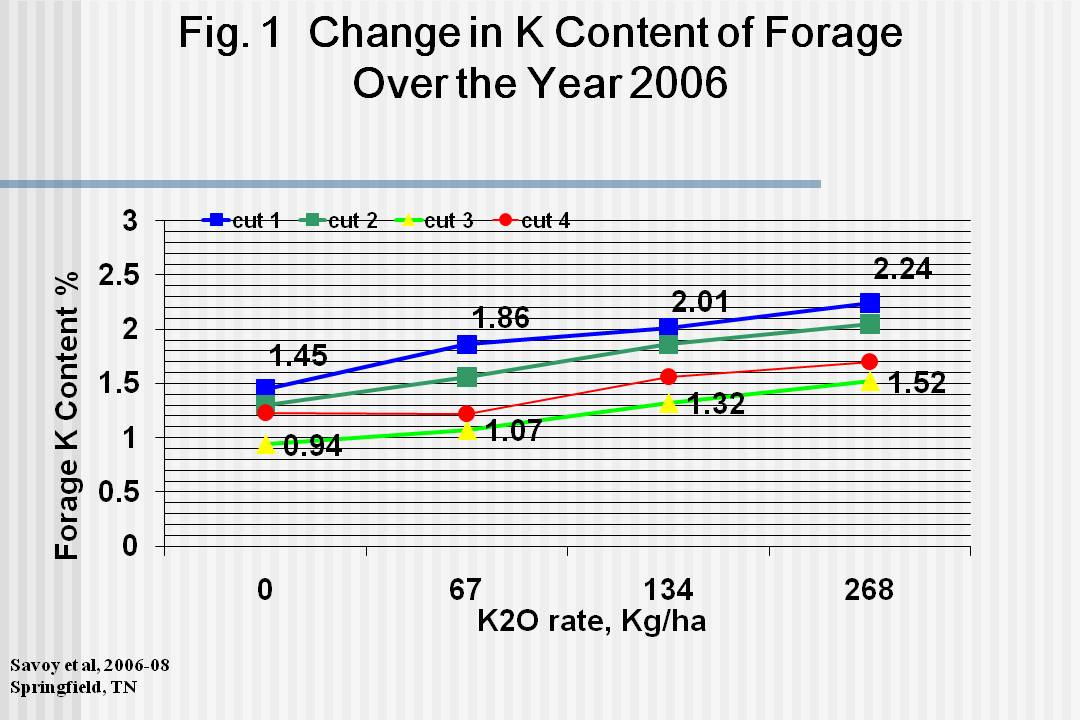 Fig. 1 Change in K Content of Forage
Over the Year 2006
cut 1 cut 2 cut 3 cut 4
3
2.5
2
1.5
1
0.5
0
Forage K Content %
1.45
1.86
2.01
2.24
0.94
1.07
1.32
1.52
0 67 134 268
K2O rate, Kg/ha
Savoy et al, 2006-08
Springfield, TN